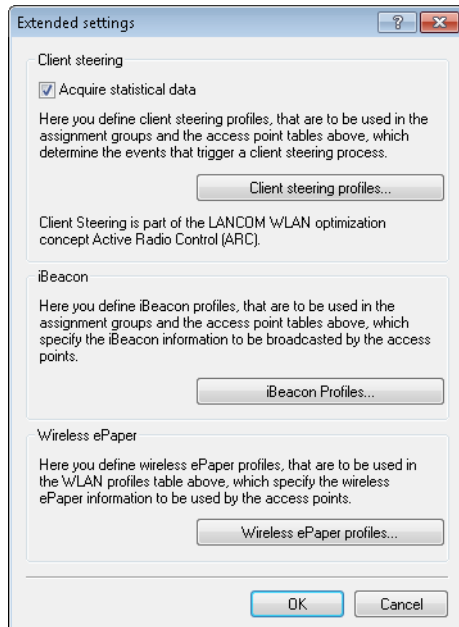 Extended settings
Client steering
Acquire statistical data
Here you define client steering profiles, that are to be used in the
assignment groups and the access point tables above, which
determine the events that trigger a client steering process.
Client steering profiles...
Client Steering is part of the LANCOM WLAN optimization
concept Active Radio Control (ARC).
iBeacon
Here you define iBeacon profiles, that are to be used in the
assignment groups and the access point tables above, which
specify the iBeacon information to be broadcasted by the access
points.
iBeacon Profiles...
Wireless ePaper
Here you define wireless ePaper profiles, that are to be used in
the WLAN profiles table above, which specify the wireless
ePaper information to be used by the access points.
Wireless ePaper profiles...
OK
Cancel